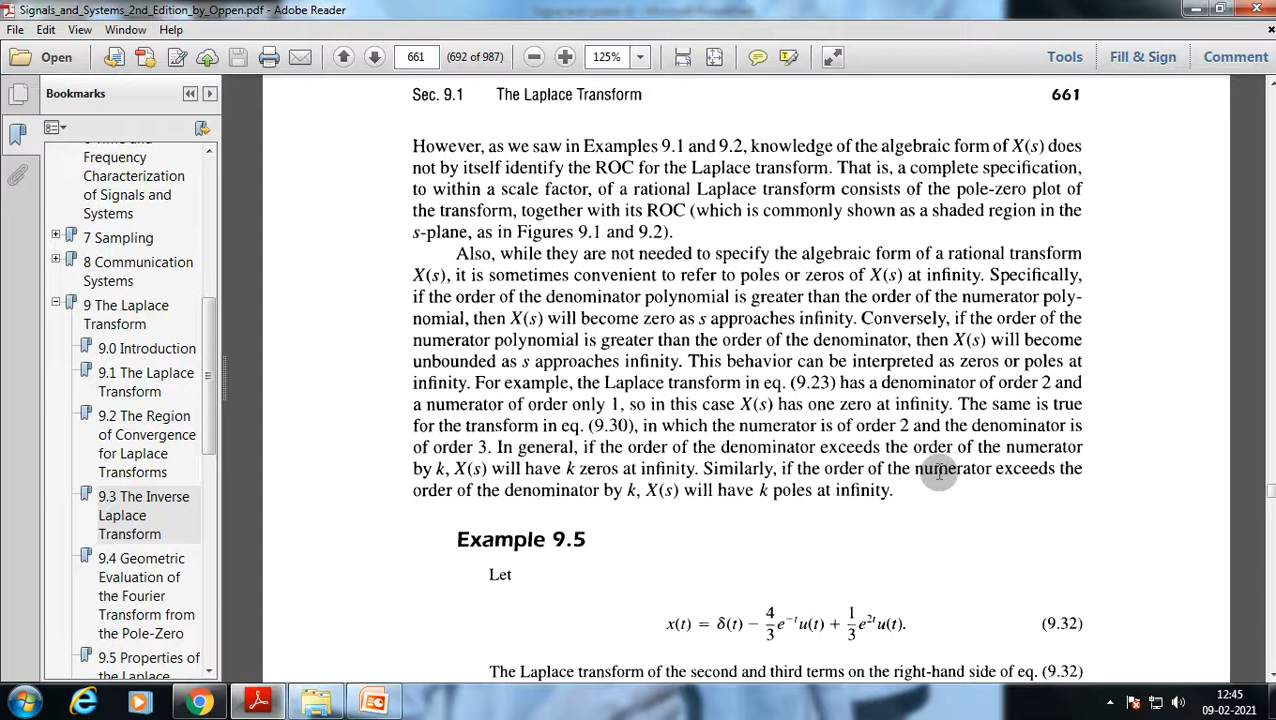 Signals_and_Systems_2nd_Edition_by_Oppen.pdf - Adobe Reader
File Edit View Window Help
Open 661 (692 of 987) 125% Tools Fill & Sign Comment
Bookmarks
Frequency
Characterization
of Signals and
Systems
7 Sampling
8 Communication
Systems
9 The Laplace
Transform
9.0 Introduction
9.1 The Laplace
Transform
9.2 The Region
of Convergence
for Laplace
Transforms
9.3 The Inverse
Laplace
Transform
9.4 Geometric
Evaluation of
the Fourier
Transform from
the Pole-Zero
9.5 Properties of
the Laplace
Sec. 9.1 The Laplace Transform 661
However, as we saw in Examples 9.1 and 9.2, knowledge of the algebraic form of X(s) does
not by itself identify the ROC for the Laplace transform. That is, a complete specification,
to within a scale factor, of a rational Laplace transform consists of the pole-zero plot of
the transform, together with its ROC (which is commonly shown as a shaded region in the
s-plane, as in Figures 9.1 and 9.2).
Also, while they are not needed to specify the algebraic form of a rational transform
X(s), it is sometimes convenient to refer to poles or zeros of X(s) at infinity. Specifically,
if the order of the denominator polynomial is greater than the order of the numerator poly-
nomial, then X(s) will become zero as s approaches infinity. Conversely, if the order of the
numerator polynomial is greater than the order of the denominator, then X(s) will become
unbounded as s approaches infinity. This behavior can be interpreted as zeros or poles at
infinity. For example, the Laplace transform in eq. (9.23) has a denominator of order 2 and
a numerator of order only 1, so in this case X(s) has one zero at infinity. The same is true
for the transform in eq. (9.30), in which the numerator is of order 2 and the denominator is
of order 3. In general, if the order of the denominator exceeds the order of the numerator
by k, X(s) will have k zeros at infinity. Similarly, if the order of the numerator exceeds the
order of the denominator by k, X(s) will have k poles at infinity.
Example 9.5
Let
x(t) = δ(t) − 4/3 e^{−t}u(t) + 1/3 e^{2t}u(t). (9.32)
The Laplace transform of the second and third terms on the right-hand side of eq. (9.32)
12:45
09-02-2021